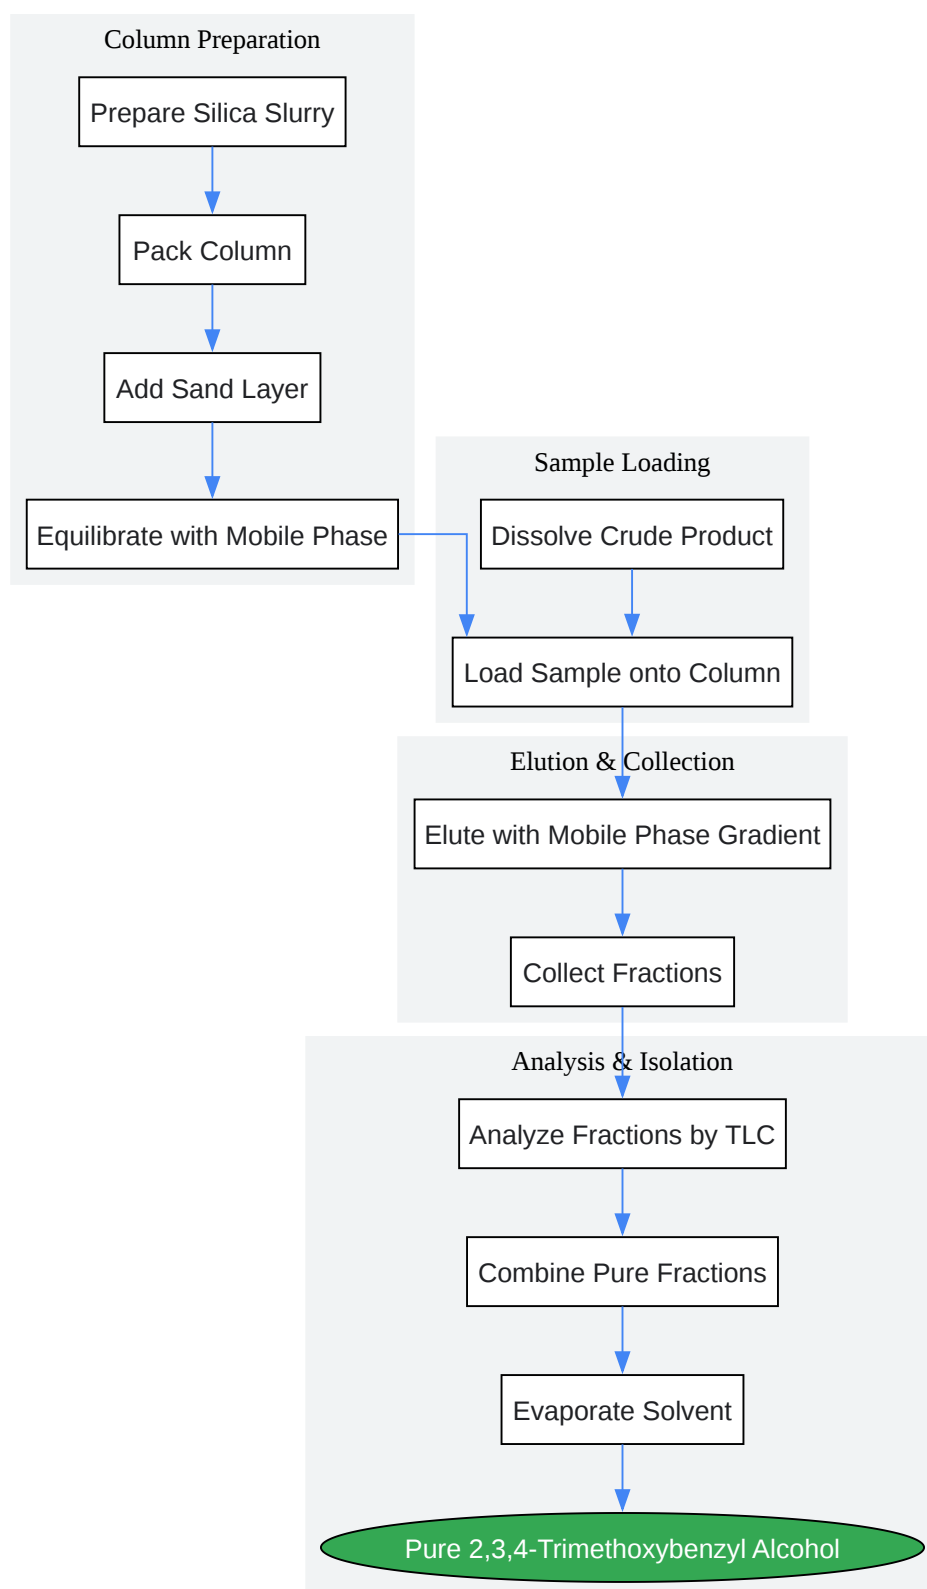 Column Preparation
Prepare Silica Slurry
Pack Column
Add Sand Layer
Equilibrate with Mobile Phase
Sample Loading
Dissolve Crude Product
Load Sample onto Column
Elution & Collection
Elute with Mobile Phase Gradient
Collect Fractions
Analysis & Isolation
Analyze Fractions by TLC
Combine Pure Fractions
Evaporate Solvent
Pure 2,3,4-Trimethoxybenzyl Alcohol